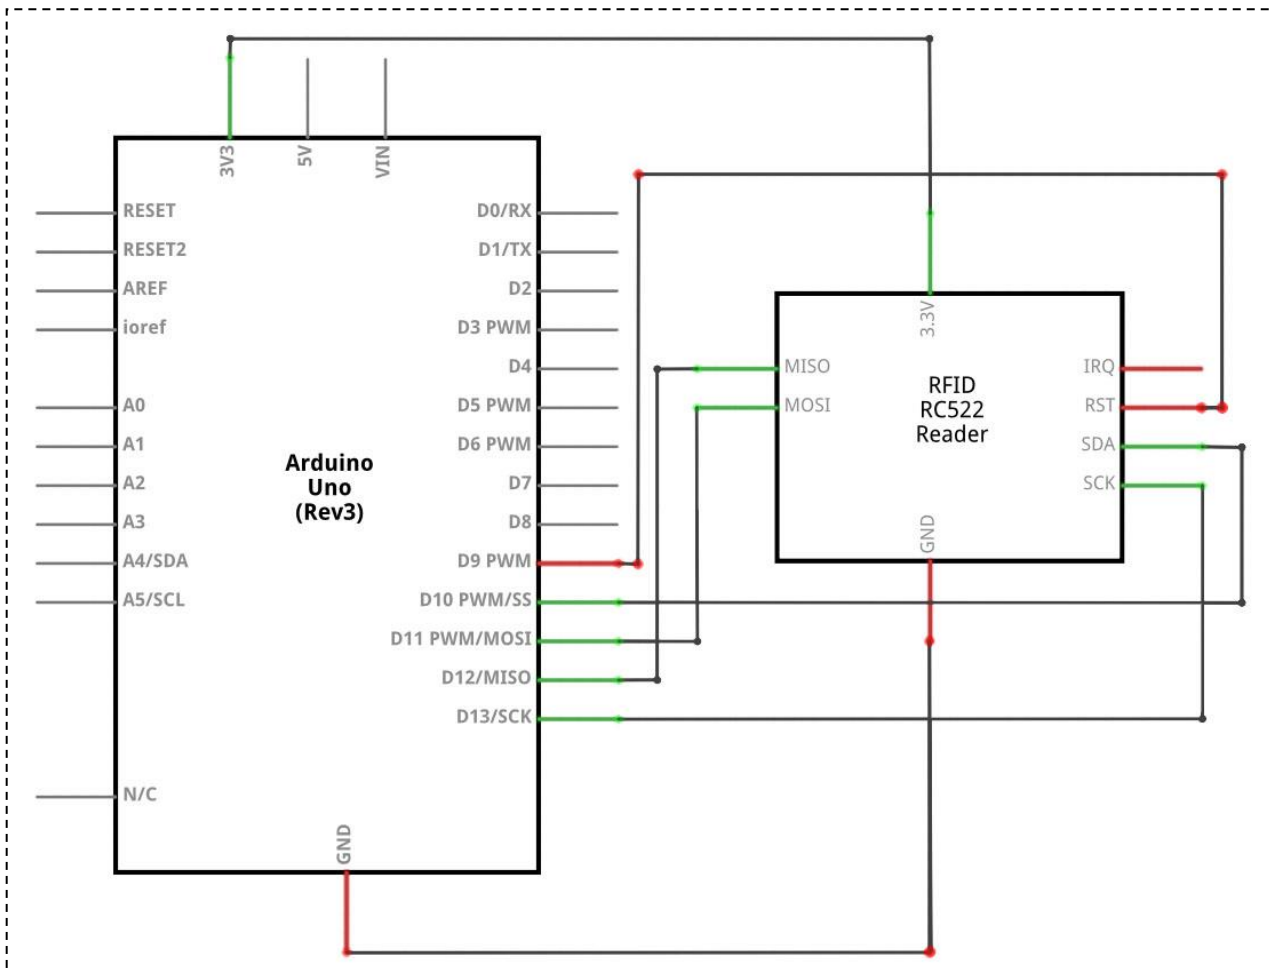 3V3
5V
VIN
RESET
RESET2
AREF
ioref
A0
A1
A2
A3
A4/SDA
A5/SCL
N/C
Arduino
Uno
(Rev3)
D0/RX
D1/TX
D2
D3 PWM
D4
D5 PWM
D6 PWM
D7
D8
D9 PWM
D10 PWM/SS
D11 PWM/MOSI
D12/MISO
D13/SCK
GND
3.3V
MISO
MOSI
RFID
RC522
Reader
IRQ
RST
SDA
SCK
GND